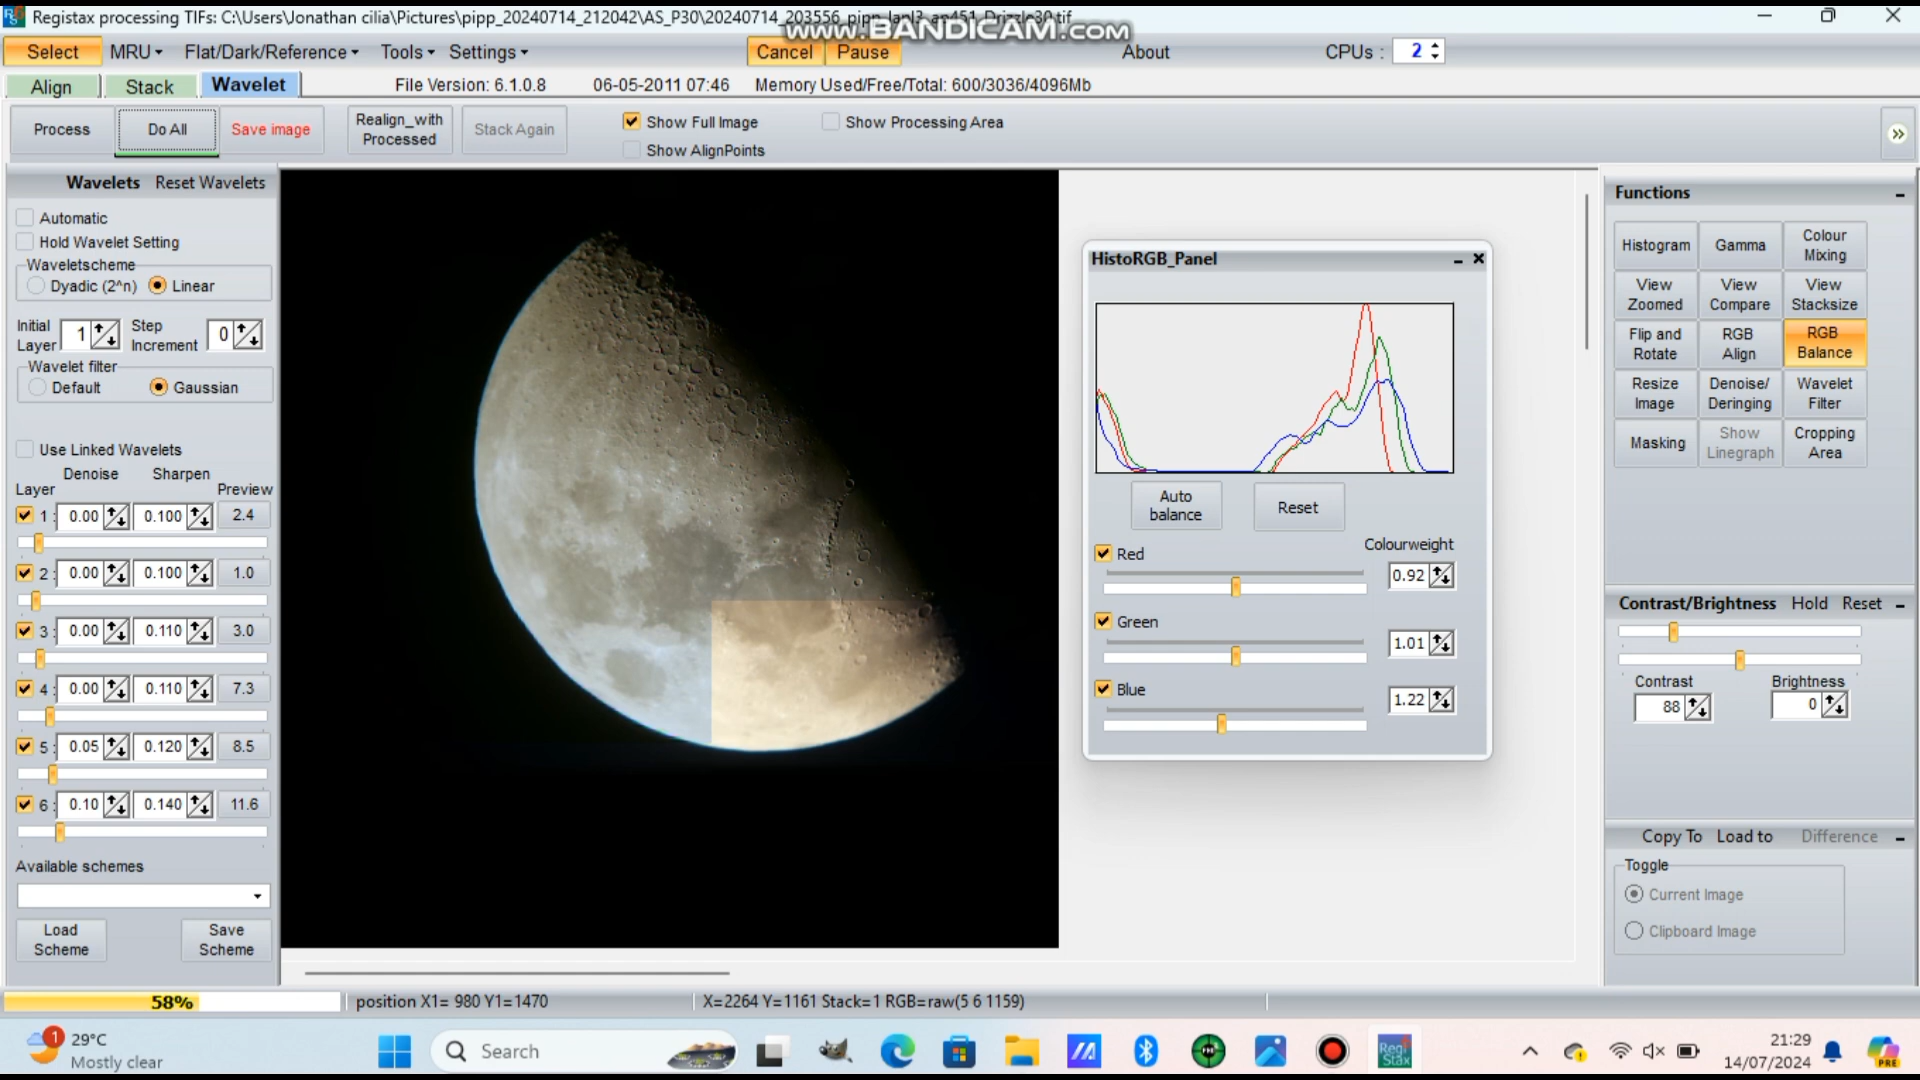 Registax processing TIFs: C:\Users\Jonathan cilia\Pictures\pipp_20240714_212042\AS_P30\20240714_203556_pipp_lapl3_ap451_Drizzle30.tif
www.BANDICAM.com
Select MRU Flat/Dark/Reference Tools Settings Cancel Pause About CPUs : 2
Align Stack Wavelet File Version: 6.1.0.8 06-05-2011 07:46 Memory Used/Free/Total: 600/3036/4096Mb
Process Do All Save image Realign_with Processed Stack Again
Show Full Image Show Processing Area
Show AlignPoints
Wavelets Reset Wavelets
Automatic
Hold Wavelet Setting
Waveletscheme
Dyadic (2^n) Linear
Initial Layer 1 Step Increment 0
Wavelet filter
Default Gaussian
Use Linked Wavelets
Denoise Sharpen
Layer Preview
1 : 0.00 0.100 2.4
2 : 0.00 0.100 1.0
3 : 0.00 0.110 3.0
4 : 0.00 0.110 7.3
5 : 0.05 0.120 8.5
6 : 0.10 0.140 11.6
Available schemes
Load Scheme
Save Scheme
HistoRGB_Panel
Auto balance
Reset
Colourweight
Red 0.92
Green 1.01
Blue 1.22
Functions
Histogram Gamma Colour Mixing
View Zoomed View Compare View Stacksize
Flip and Rotate RGB Align RGB Balance
Resize Image Denoise/ Deringing Wavelet Filter
Masking Show Linegraph Cropping Area
Contrast/Brightness Hold Reset
Contrast Brightness
88 0
Copy To Load to Difference
Toggle
Current Image
Clipboard Image
58% position X1= 980 Y1=1470 X=2264 Y=1161 Stack=1 RGB=raw(5 6 1159)
1
29°C
Mostly clear
Search
Regi Stax
21:29
14/07/2024
PRE